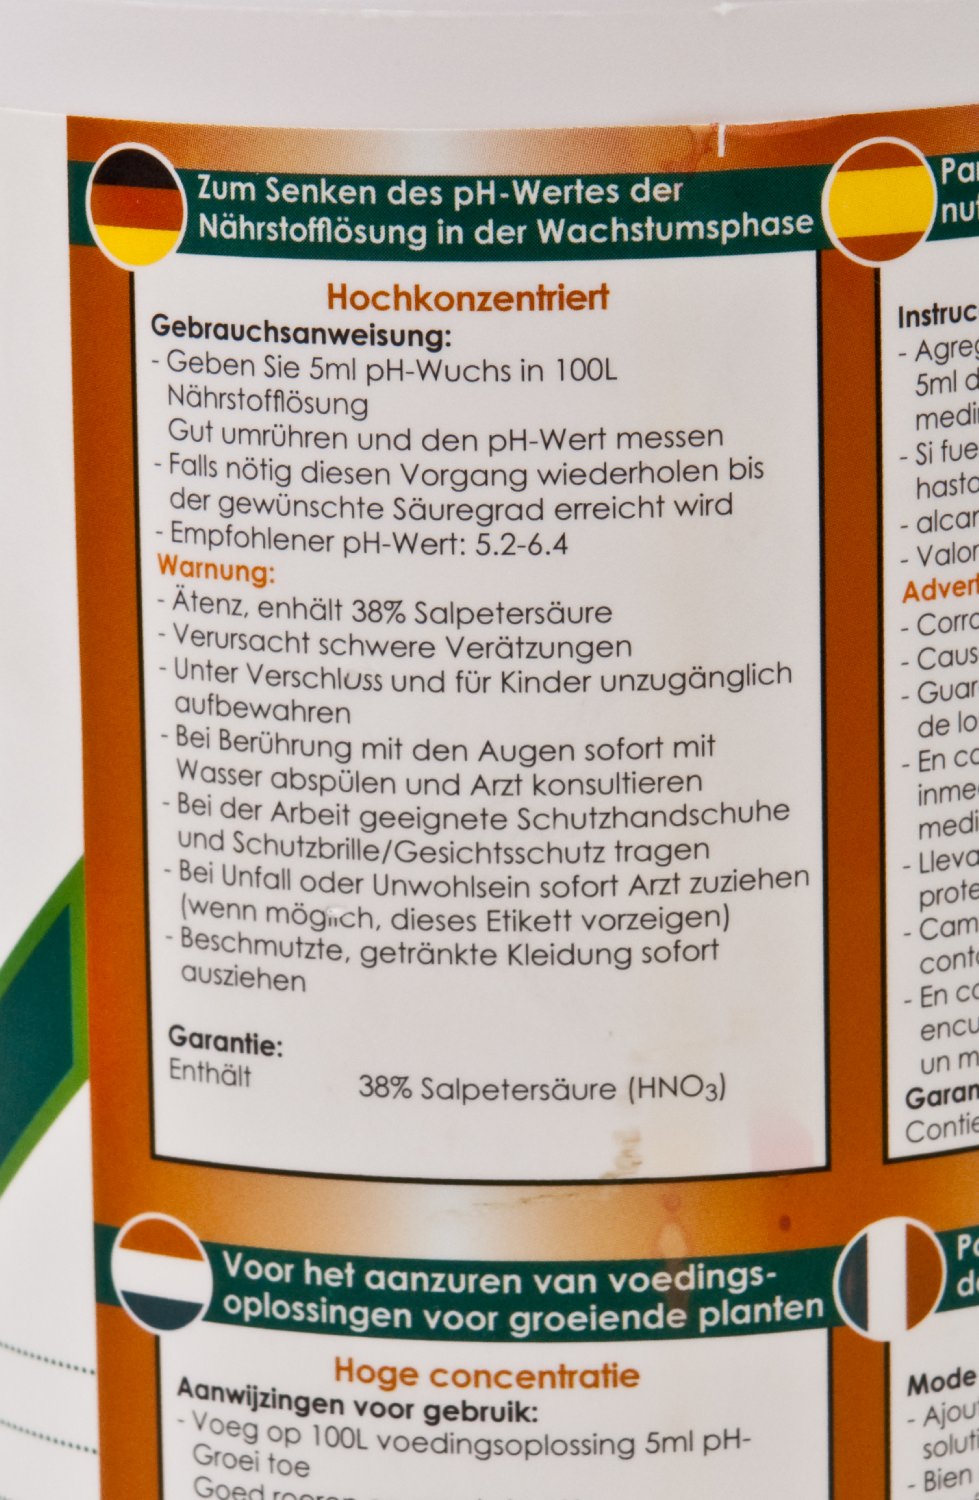 Zum Senken des pH-Wertes der
Nährstofflösung in der Wachstumsphase
Hochkonzentriert
Gebrauchsanweisung:
- Geben Sie 5ml pH-Wuchs in 100L
Nährstofflösung
Gut umrühren und den pH-Wert messen
- Falls nötig diesen Vorgang wiederholen bis
der gewünschte Säuregrad erreicht wird
- Empfohlener pH-Wert: 5.2-6.4
Warnung:
- Ätenz, enhält 38% Salpetersäure
- Verursacht schwere Verätzungen
- Unter Verschluss und für Kinder unzugänglich
aufbewahren
- Bei Berührung mit den Augen sofort mit
Wasser abspülen und Arzt konsultieren
- Bei der Arbeit geeignete Schutzhandschuhe
und Schutzbrille/Gesichtsschutz tragen
- Bei Unfall oder Unwohlsein sofort Arzt zuziehen
(wenn möglich, dieses Etikett vorzeigen)
- Beschmutzte, getränkte Kleidung sofort
ausziehen
Garantie:
Enthält 38% Salpetersäure (HNO3)
Instruc
- Agreg
5ml d
medi
- Si fue
hasta
- alcan
- Valor
Advert
- Corro
- Caus
- Guar
de lo
- En ca
inme
medi
- Lleva
prote
- Cam
conta
- En ca
encu
un m
Garan
Contie
Voor het aanzuren van voedings-
oplossingen voor groeiende planten
Hoge concentratie
Aanwijzingen voor gebruik:
- Voeg op 100L voedingsoplossing 5ml pH-
Groei toe
Goed
Mode
- Ajou
soluti
- Bien